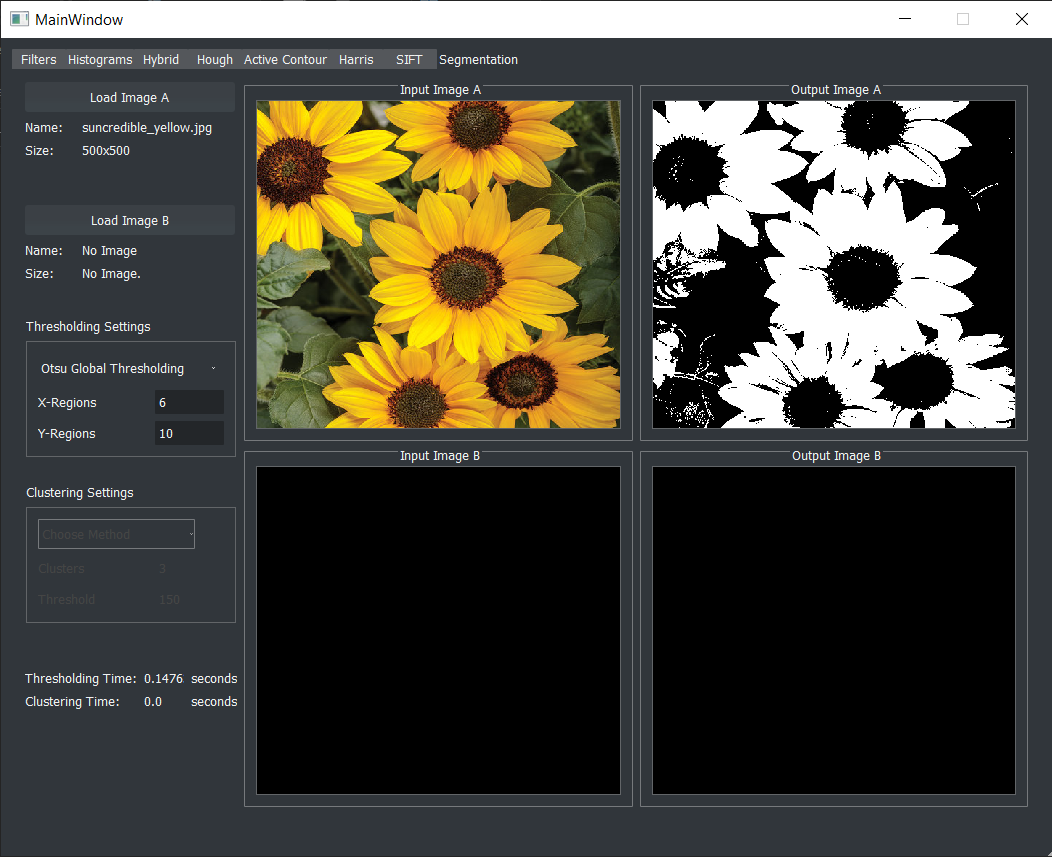 MainWindow
Filters Histograms Hybrid Hough Active Contour Harris SIFT Segmentation
Load Image A
Name: suncredible_yellow.jpg
Size: 500x500
Load Image B
Name: No Image
Size: No Image.
Thresholding Settings
Otsu Global Thresholding
X-Regions 6
Y-Regions 10
Clustering Settings
Choose Method
Clusters 3
Threshold 150
Thresholding Time: 0.1476 seconds
Clustering Time: 0.0 seconds
Input Image A
Output Image A
Input Image B
Output Image B